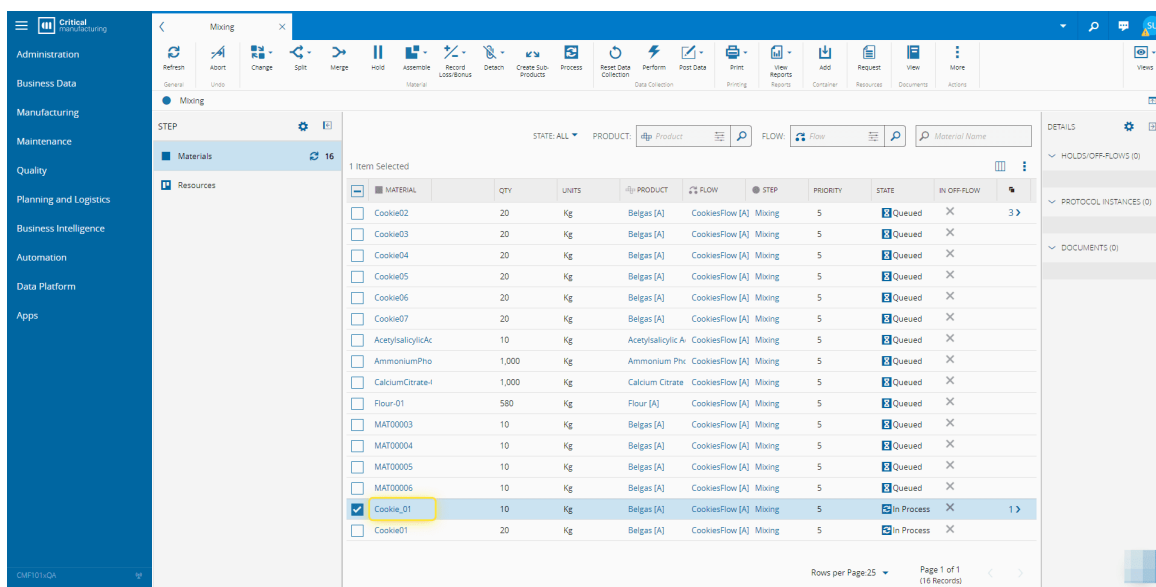 Critical manufacturing
Mixing
SU
Administration
Business Data
Manufacturing
Maintenance
Quality
Planning and Logistics
Business Intelligence
Automation
Data Platform
Apps
CMF101vQA
Refresh Abort Change Split Merge Hold Assemble Record Loss/Bonus Detach Create Sub-Products Process Reset Data Collection Perform Post Data Print View Reports Add Request View More Views
General Undo Material Data Collection Printing Reports Container Resources Documents Actions
Mixing
STEP
Materials 16
Resources
STATE: ALL PRODUCT: Product FLOW: Flow Material Name
1 Item Selected
MATERIAL QTY UNITS PRODUCT FLOW STEP PRIORITY STATE IN OFF-FLOW
Cookie02 20 Kg Belgas [A] CookiesFlow [A] Mixing 5 Queued 3
Cookie03 20 Kg Belgas [A] CookiesFlow [A] Mixing 5 Queued
Cookie04 20 Kg Belgas [A] CookiesFlow [A] Mixing 5 Queued
Cookie05 20 Kg Belgas [A] CookiesFlow [A] Mixing 5 Queued
Cookie06 20 Kg Belgas [A] CookiesFlow [A] Mixing 5 Queued
Cookie07 20 Kg Belgas [A] CookiesFlow [A] Mixing 5 Queued
AcetylsalicylicAc 10 Kg Acetylsalicylic A CookiesFlow [A] Mixing 5 Queued
AmmoniumPho 1,000 Kg Ammonium Pho CookiesFlow [A] Mixing 5 Queued
CalciumCitrate- 1,000 Kg Calcium Citrate CookiesFlow [A] Mixing 5 Queued
Flour-01 580 Kg Flour [A] CookiesFlow [A] Mixing 5 Queued
MAT00003 10 Kg Belgas [A] CookiesFlow [A] Mixing 5 Queued
MAT00004 10 Kg Belgas [A] CookiesFlow [A] Mixing 5 Queued
MAT00005 10 Kg Belgas [A] CookiesFlow [A] Mixing 5 Queued
MAT00006 10 Kg Belgas [A] CookiesFlow [A] Mixing 5 Queued
Cookie_01 10 Kg Belgas [A] CookiesFlow [A] Mixing 5 In Process 1
Cookie01 20 Kg Belgas [A] CookiesFlow [A] Mixing 5 In Process
Rows per Page:25 Page 1 of 1
(16 Records)
DETAILS
HOLDS/OFF-FLOWS (0)
PROTOCOL INSTANCES (0)
DOCUMENTS (0)